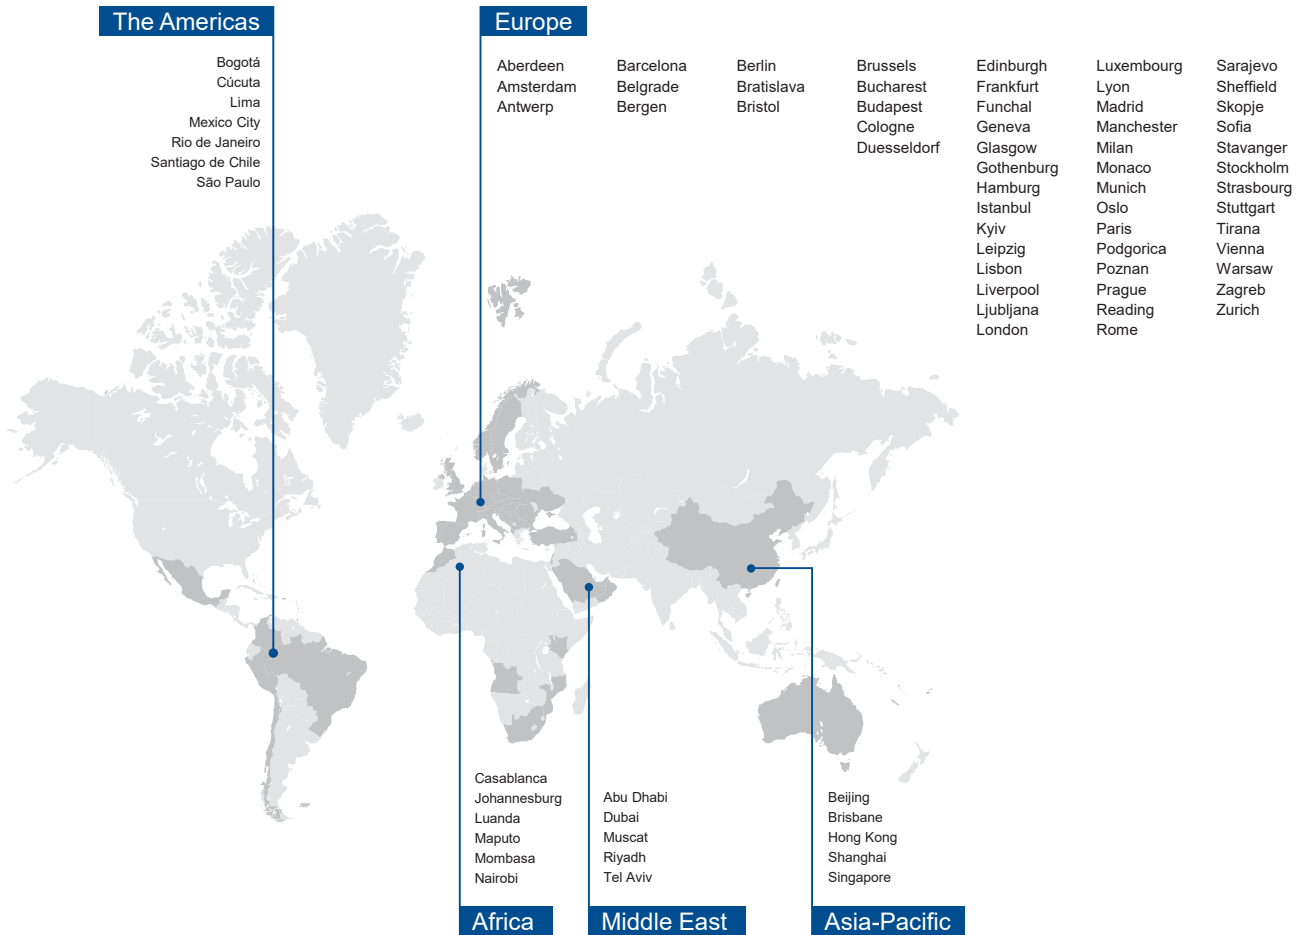 The Americas
Bogotá
Cúcuta
Lima
Mexico City
Rio de Janeiro
Santiago de Chile
São Paulo
Europe
Aberdeen
Amsterdam
Antwerp
Barcelona
Belgrade
Bergen
Berlin
Bratislava
Bristol
Brussels
Bucharest
Budapest
Cologne
Duesseldorf
Edinburgh
Frankfurt
Funchal
Geneva
Glasgow
Gothenburg
Hamburg
Istanbul
Kyiv
Leipzig
Lisbon
Liverpool
Ljubljana
London
Luxembourg
Lyon
Madrid
Manchester
Milan
Monaco
Munich
Oslo
Paris
Podgorica
Poznan
Prague
Reading
Rome
Sarajevo
Sheffield
Skopje
Sofia
Stavanger
Stockholm
Strasbourg
Stuttgart
Tirana
Vienna
Warsaw
Zagreb
Zurich
Casablanca
Johannesburg
Luanda
Maputo
Mombasa
Nairobi
Africa
Abu Dhabi
Dubai
Muscat
Riyadh
Tel Aviv
Middle East
Beijing
Brisbane
Hong Kong
Shanghai
Singapore
Asia-Pacific